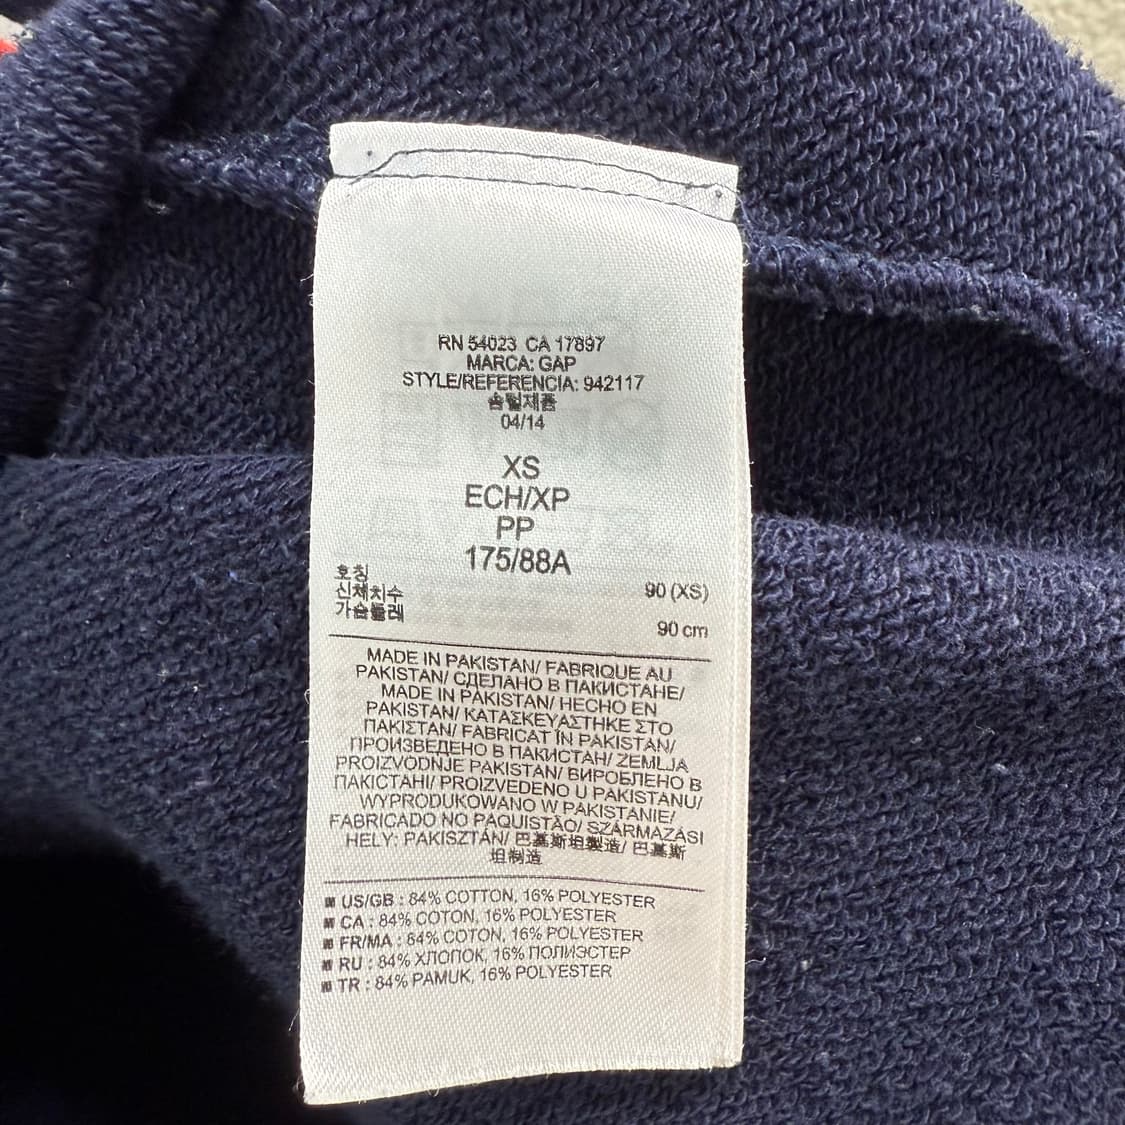 RN 54023 CA 17897
MARCA: GAP
STYLE/REFERENCIA: 942117
솜털제품
04/14
XS
ECH/XP
PP
175/88A
호칭 90 (XS)
신체치수
가슴둘레 90 cm
MADE IN PAKISTAN/ FABRIQUE AU
PAKISTAN/ СДЕЛАНО В ПАКИСТАНЕ/
MADE IN PAKISTAN/ HECHO EN
PAKISTAN/ ΚΑΤΑΣΚΕΥΑΣΤΗΚΕ ΣΤΟ
ΠΑΚΙΣΤΑΝ/ FABRICAT ÎN PAKISTAN/
ПРОИЗВЕДЕНО В ПАКИСТАН/ ZEMLJA
PROIZVODNJE PAKISTAN/ ВИРОБЛЕНО В
ПАКІСТАНІ/ PROIZVEDENO U PAKISTANU/
WYPRODUKOWANO W PAKISTANIE/
FABRICADO NO PAQUISTÃO/ SZÁRMAZÁSI
HELY: PAKISZTÁN/ 巴基斯坦製造/ 巴基斯
坦制造
US/GB : 84% COTTON, 16% POLYESTER
CA : 84% COTON, 16% POLYESTER
FR/MA : 84% COTON, 16% POLYESTER
RU : 84% ХЛОПОК, 16% ПОЛИЭСТЕР
TR : 84% PAMUK, 16% POLYESTER